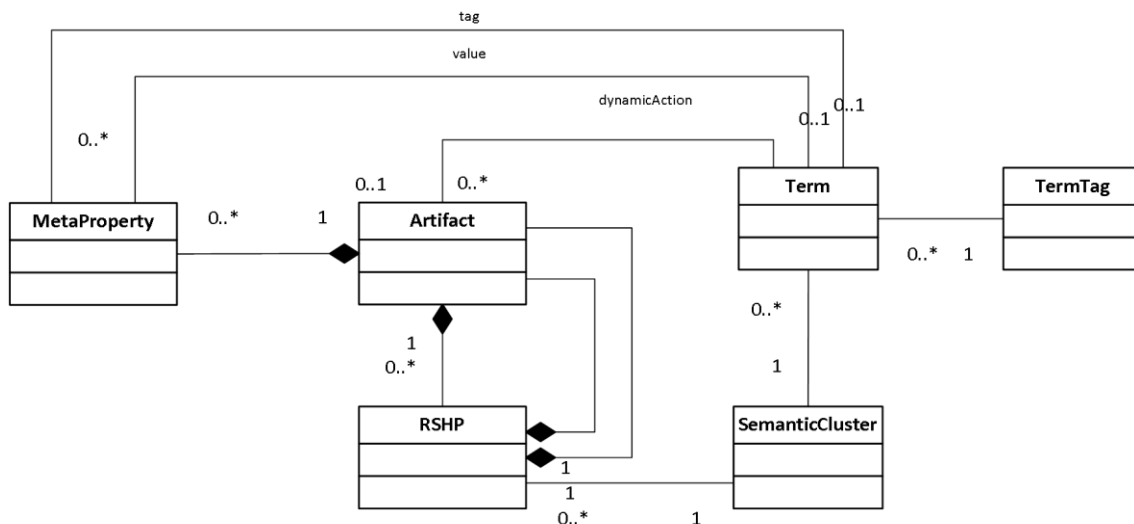 tag
value
dynamicAction
0..1
0..1
0..*
0..1
0..*
Term
TermTag
MetaProperty
0..*
1
Artifact
0..*
1
0..*
1
0..*
1
RSHP
SemanticCluster
1
1
0..*
1